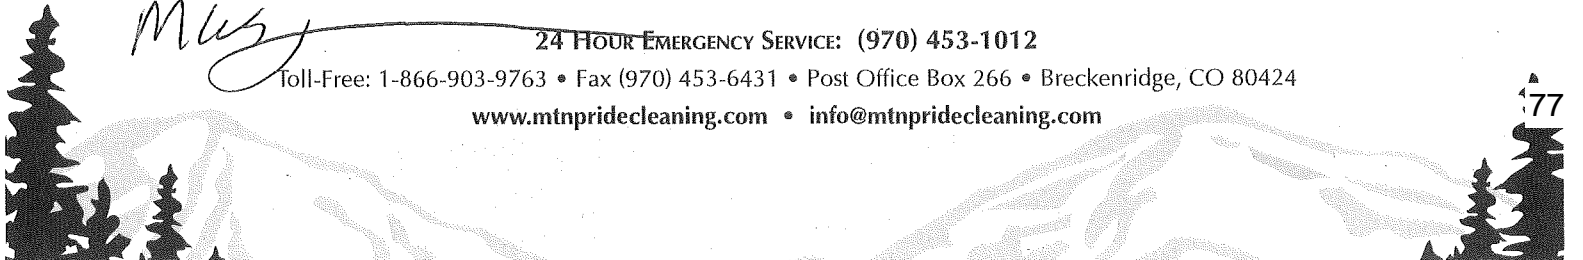 24 HOUR EMERGENCY SERVICE: (970) 453-1012
Toll-Free: 1-866-903-9763 • Fax (970) 453-6431 • Post Office Box 266 • Breckenridge, CO 80424
www.mtnpridecleaning.com • info@mtnpridecleaning.com
77